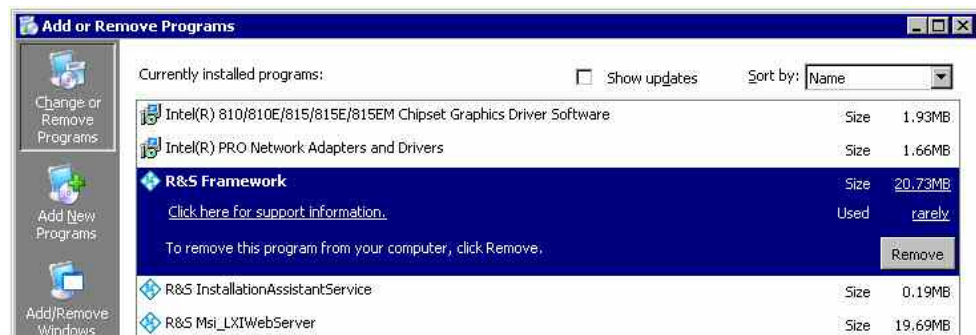 Add or Remove Programs
Change or
Remove
Programs
Add New
Programs
Add/Remove
Windows
Currently installed programs:
Show updates
Sort by: Name
Intel(R) 810/810E/815/815E/815EM Chipset Graphics Driver Software Size 1.93MB
Intel(R) PRO Network Adapters and Drivers Size 1.66MB
R&S Framework Size 20.73MB
Click here for support information. Used rarely
To remove this program from your computer, click Remove. Remove
R&S InstallationAssistantService Size 0.19MB
R&S Msi_LXIWebServer Size 19.69MB